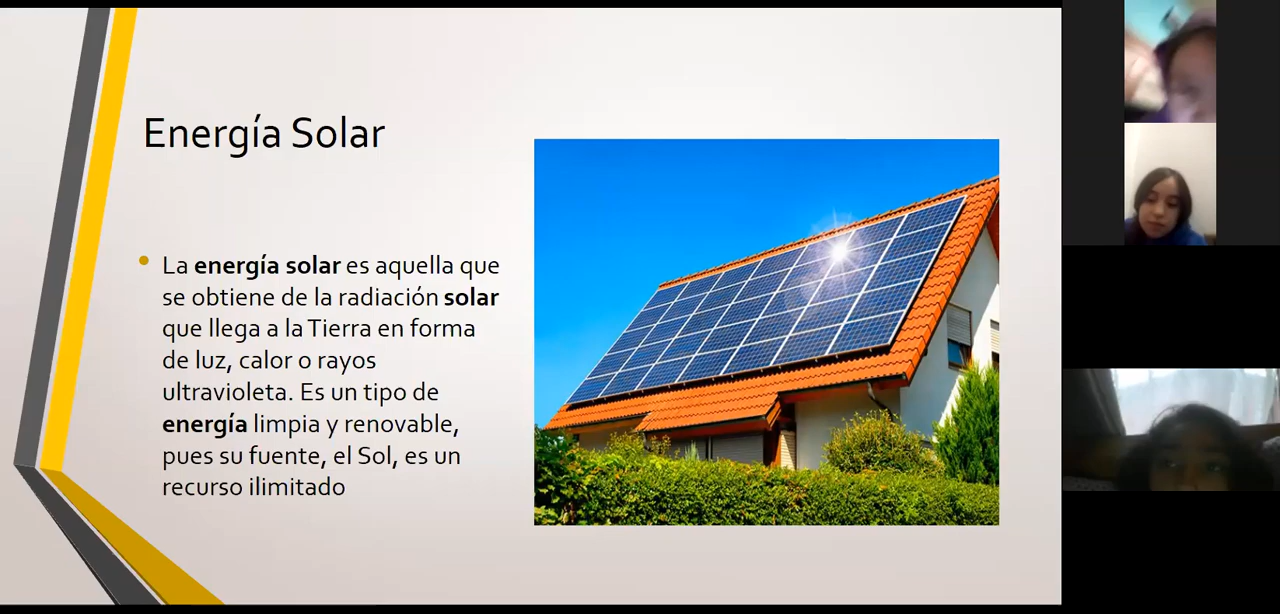 Energía Solar
La energía solar es aquella que
se obtiene de la radiación solar
que llega a la Tierra en forma
de luz, calor o rayos
ultravioleta. Es un tipo de
energía limpia y renovable,
pues su fuente, el Sol, es un
recurso ilimitado